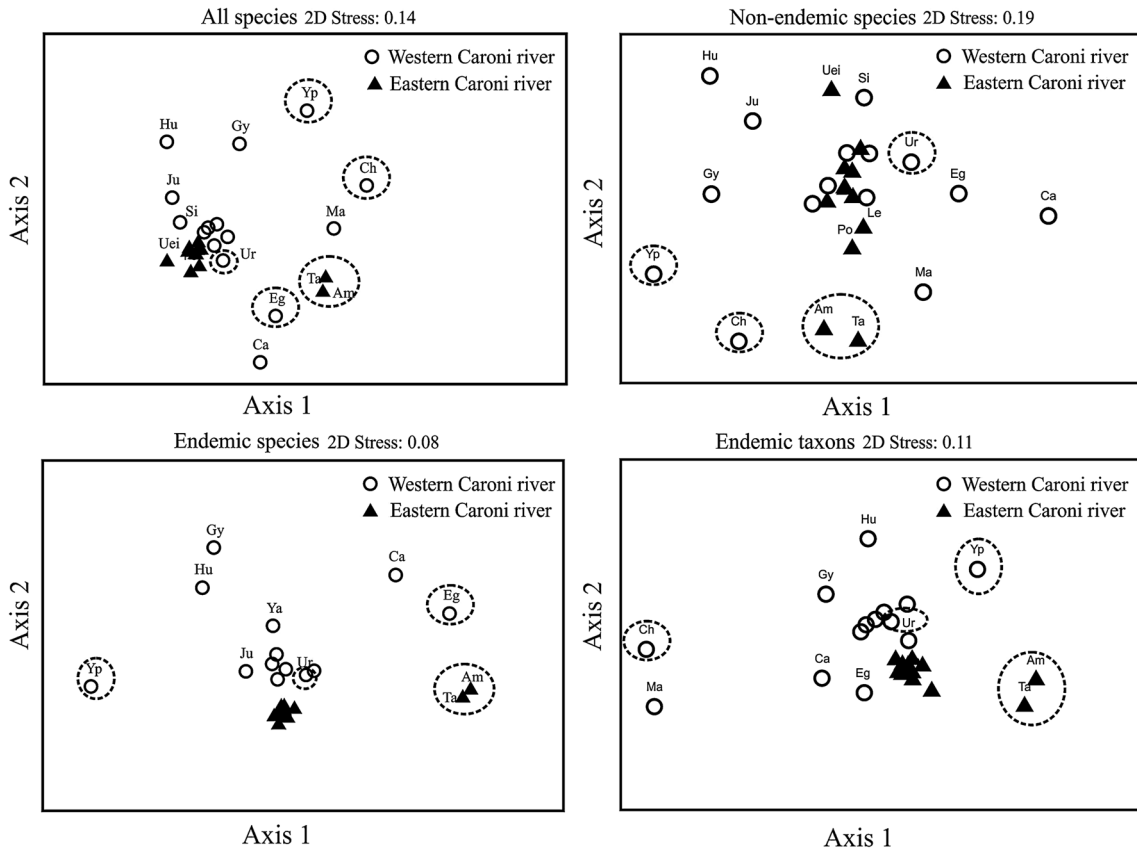 All species 2D Stress: 0.14
Western Caroni river
Eastern Caroni river
Yp
Hu
Gy
Ch
Ju
Si
Ma
Uei
Ur
Ta
Am
Eg
Ca
Axis 2
Axis 1
Non-endemic species 2D Stress: 0.19
Western Caroni river
Eastern Caroni river
Hu
Uei
Si
Ju
Ur
Gy
Eg
Ca
Le
Po
Yp
Ma
Am
Ta
Ch
Axis 2
Axis 1
Endemic species 2D Stress: 0.08
Western Caroni river
Eastern Caroni river
Gy
Ca
Hu
Eg
Ya
Ju
Ur
Yp
Am
Ta
Axis 2
Axis 1
Endemic taxons 2D Stress: 0.11
Western Caroni river
Eastern Caroni river
Hu
Yp
Gy
Ur
Ch
Ca
Eg
Am
Ma
Ta
Axis 2
Axis 1